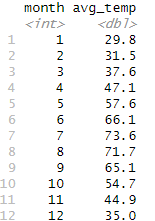 month avg_temp
<int> <dbl>
1 1 29.8
2 2 31.5
3 3 37.6
4 4 47.1
5 5 57.6
6 6 66.1
7 7 73.6
8 8 71.7
9 9 65.1
10 10 54.7
11 11 44.9
12 12 35.0